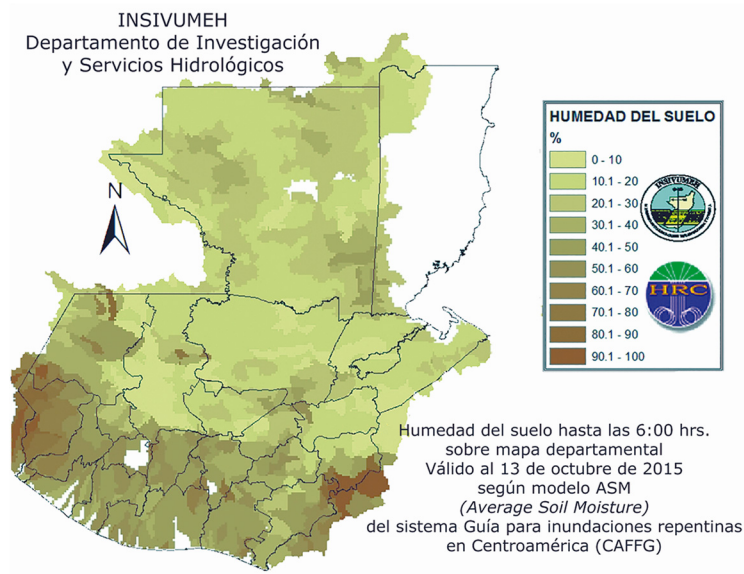 INSIVUMEH
Departamento de Investigación
y Servicios Hidrológicos
N
HUMEDAD DEL SUELO
%
0 - 10
10.1 - 20
20.1 - 30
30.1 - 40
40.1 - 50
50.1 - 60
60.1 - 70
70.1 - 80
80.1 - 90
90.1 - 100
INSIVUMEH
HRC
Humedad del suelo hasta las 6:00 hrs.
sobre mapa departamental
Válido al 13 de octubre de 2015
según modelo ASM
(Average Soil Moisture)
del sistema Guía para inundaciones repentinas
en Centroamérica (CAFFG)